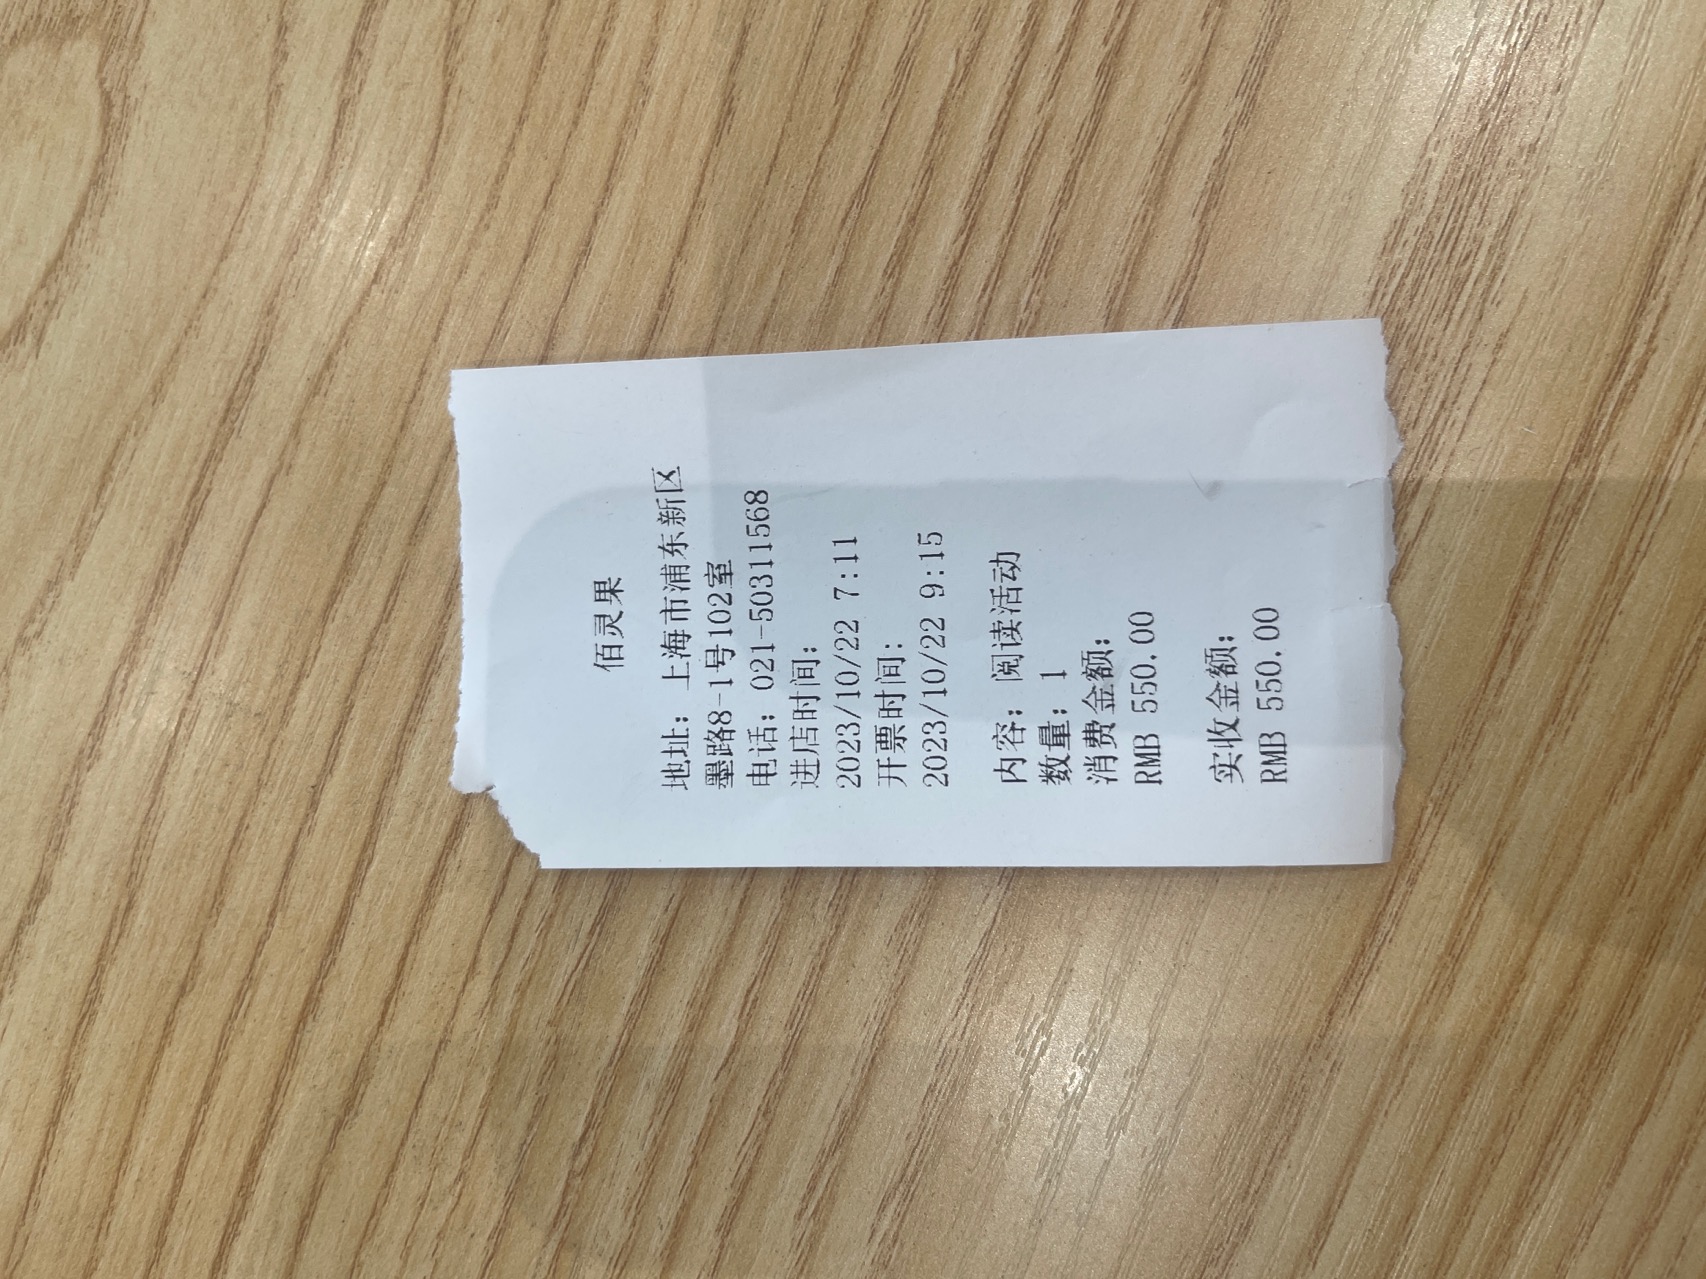 佰灵果
地址：上海市浦东新区
墨路8-1号102室
电话：021-50311568
进店时间：
2023/10/22 7:11
开票时间：
2023/10/22 9:15
内容：阅读活动
数量：1
消费金额：
RMB 550.00
实收金额：
RMB 550.00